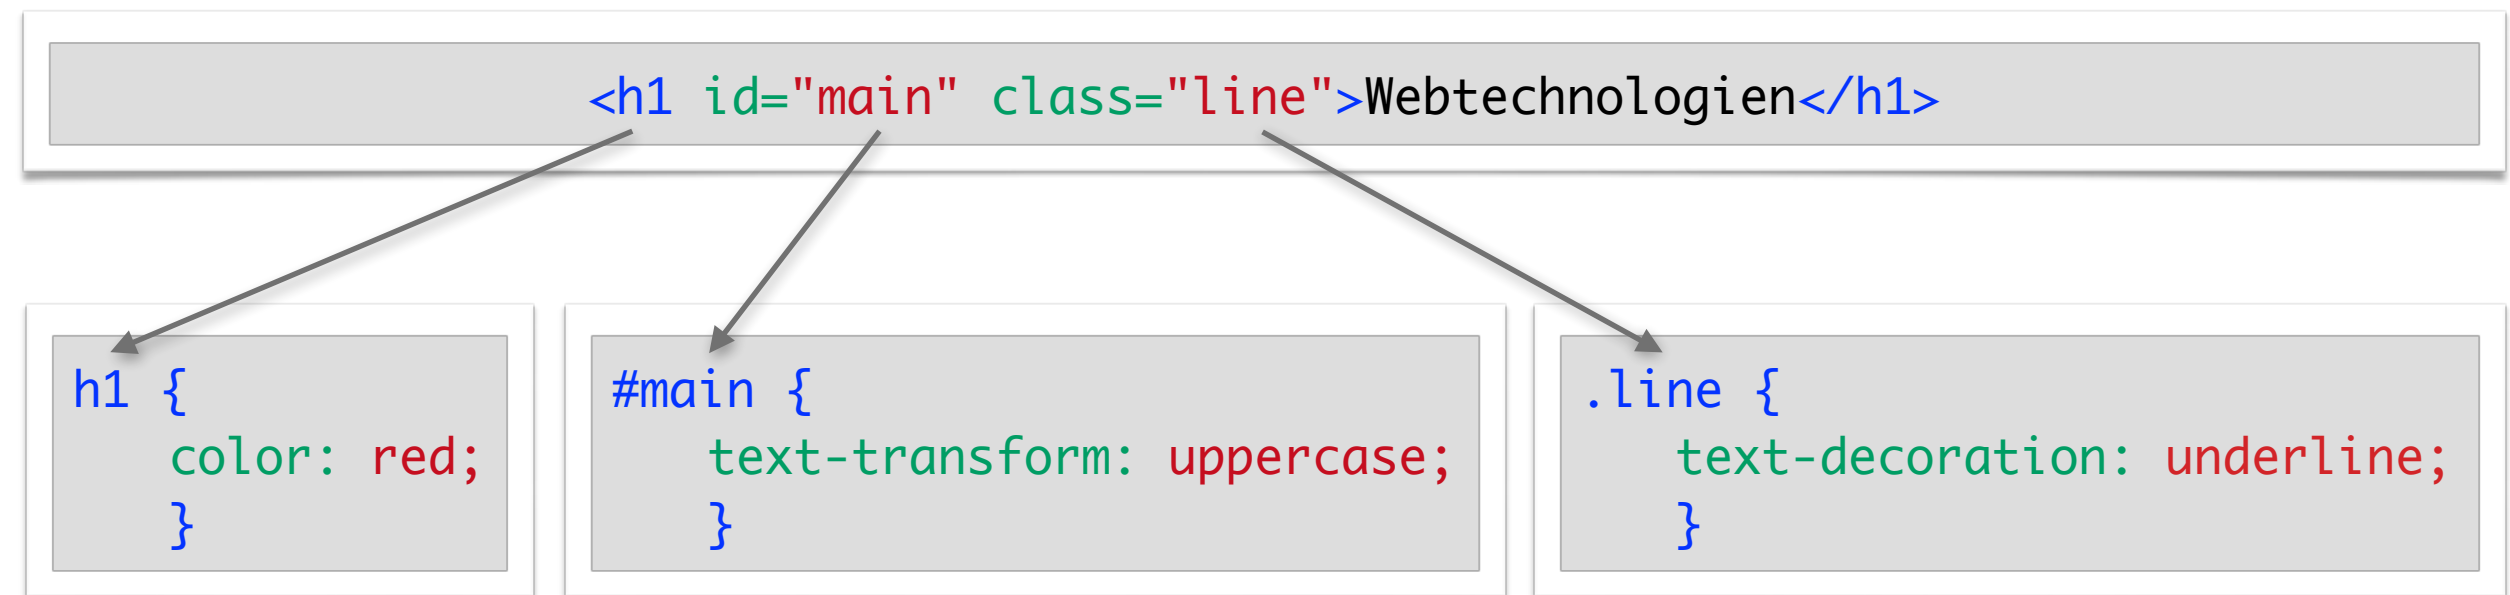 <h1 id="main" class="line">Webtechnologien</h1>
h1 {
color: red;
}
#main {
text-transform: uppercase;
}
.line {
text-decoration: underline;
}